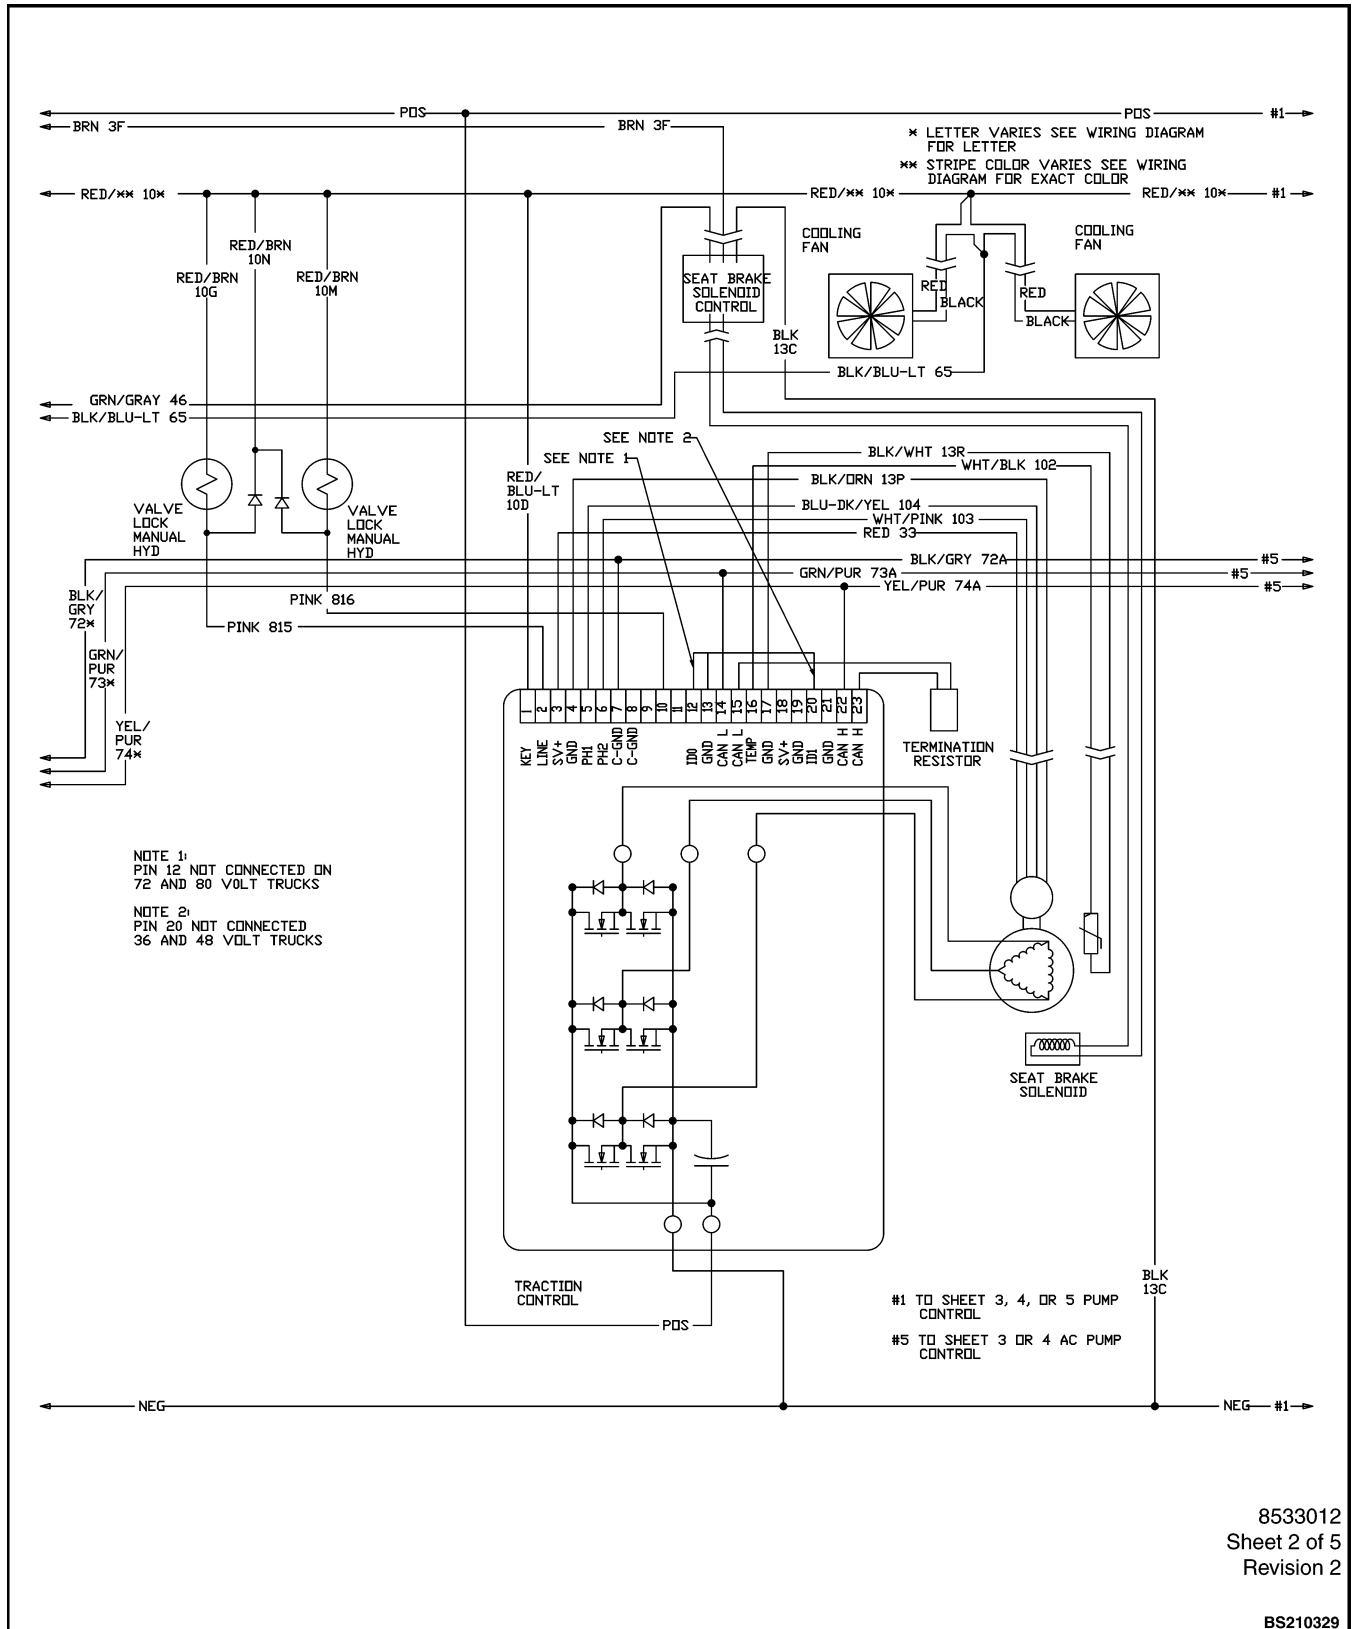 POS
POS
#1
BRN 3F
BRN 3F
* LETTER VARIES SEE WIRING DIAGRAM
FOR LETTER
** STRIPE COLOR VARIES SEE WIRING
DIAGRAM FOR EXACT COLOR
RED/** 10*
RED/** 10*
RED/** 10*
#1
RED/BRN
10N
RED/BRN
10G
RED/BRN
10M
SEAT BRAKE
SOLENOID
CONTROL
COOLING
FAN
COOLING
FAN
RED
BLACK
RED
BLACK
BLK
13C
BLK/BLU-LT 65
GRN/GRAY 46
BLK/BLU-LT 65
SEE NOTE 2
SEE NOTE 1
BLK/WHT 13R
WHT/BLK 102
RED/
BLU-LT
10D
BLK/ORN 13P
BLU-DK/YEL 104
WHT/PINK 103
RED 33
VALVE
LOCK
MANUAL
HYD
VALVE
LOCK
MANUAL
HYD
BLK/GRY 72A
#5
GRN/PUR 73A
#5
YEL/PUR 74A
#5
BLK/
GRY
72*
PINK 816
PINK 815
GRN/
PUR
73*
YEL/
PUR
74*
1 2 3 4 5 6 7 8 9 10 11 12 13 14 15 16 17 18 19 20 21 22 23
KEY
LINE
SV+
GND
PH1
PH2
C-GND
C-GND
ID0
GND
CAN L
CAN L
TEMP
GND
SV+
GND
ID1
GND
CAN H
CAN H
TERMINATION
RESISTOR
NOTE 1:
PIN 12 NOT CONNECTED ON
72 AND 80 VOLT TRUCKS
NOTE 2:
PIN 20 NOT CONNECTED
36 AND 48 VOLT TRUCKS
SEAT BRAKE
SOLENOID
TRACTION
CONTROL
POS
BLK
13C
#1 TO SHEET 3, 4, OR 5 PUMP
CONTROL
#5 TO SHEET 3 OR 4 AC PUMP
CONTROL
NEG
NEG
#1
8533012
Sheet 2 of 5
Revision 2
BS210329